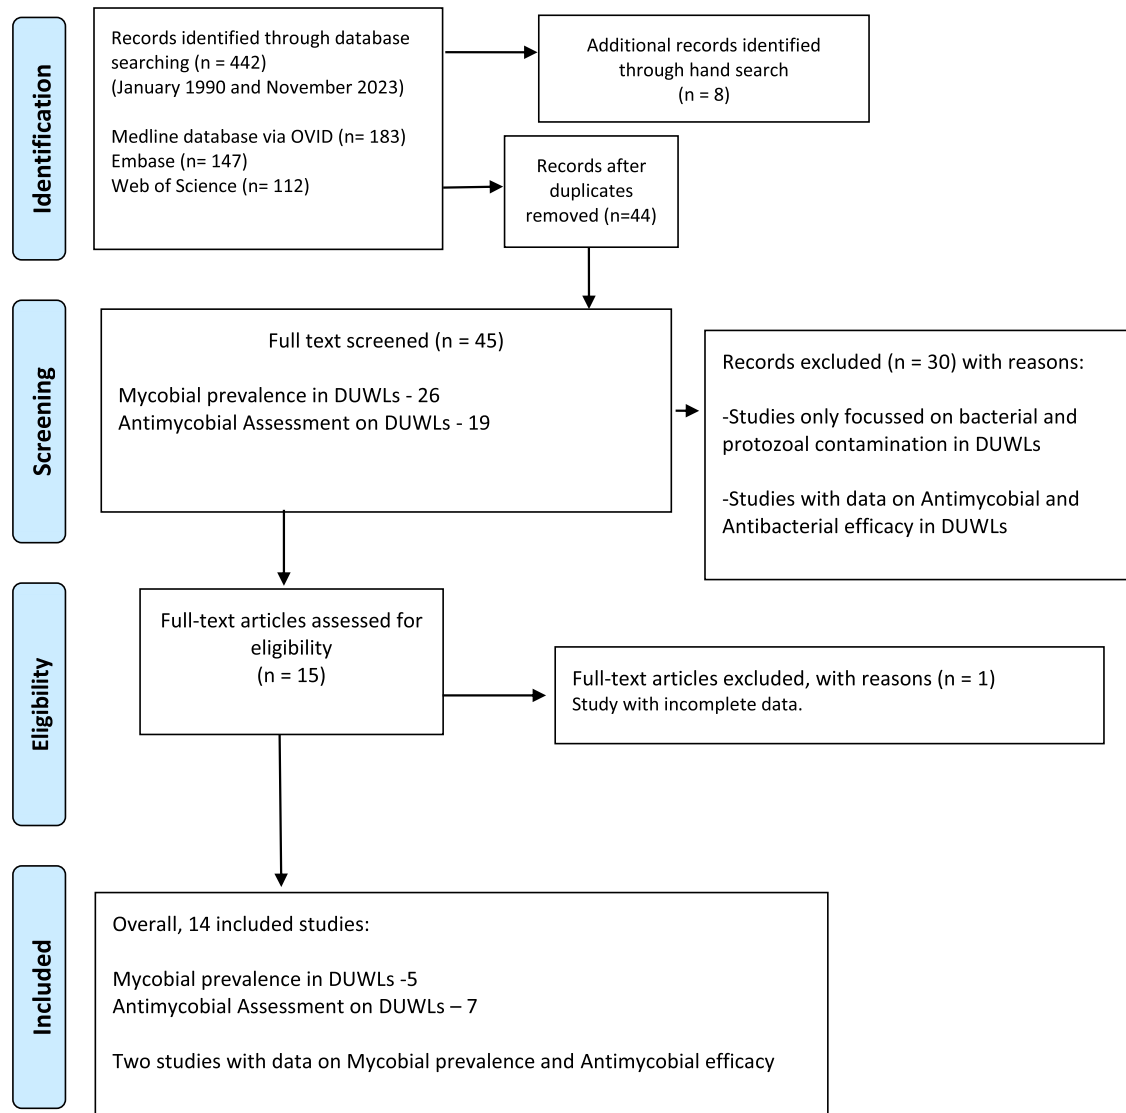 Identification
Records identified through database
searching (n = 442)
(January 1990 and November 2023)
Medline database via OVID (n= 183)
Embase (n= 147)
Web of Science (n= 112)
Additional records identified
through hand search
(n = 8)
Records after
duplicates
removed (n=44)
Screening
Full text screened (n = 45)
Mycobial prevalence in DUWLs - 26
Antimycobial Assessment on DUWLs - 19
Records excluded (n = 30) with reasons:
-Studies only focussed on bacterial and
protozoal contamination in DUWLs
-Studies with data on Antimycobial and
Antibacterial efficacy in DUWLs
Eligibility
Full-text articles assessed for
eligibility
(n = 15)
Full-text articles excluded, with reasons (n = 1)
Study with incomplete data.
Included
Overall, 14 included studies:
Mycobial prevalence in DUWLs -5
Antimycobial Assessment on DUWLs – 7
Two studies with data on Mycobial prevalence and Antimycobial efficacy